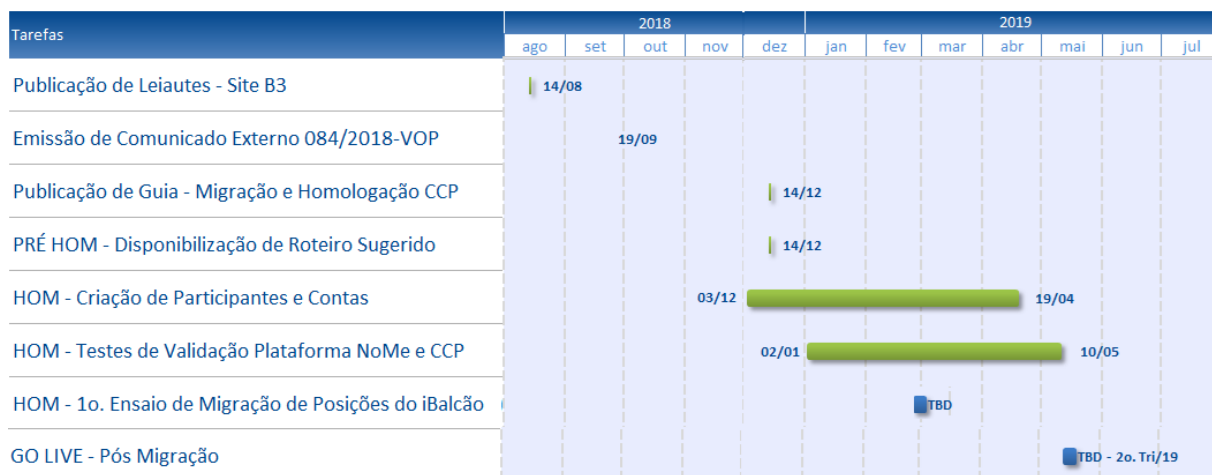 Tarefas
2018
2019
ago set out nov dez jan fev mar abr mai jun jul
Publicação de Leiautes - Site B3
14/08
Emissão de Comunicado Externo 084/2018-VOP
19/09
Publicação de Guia - Migração e Homologação CCP
14/12
PRÉ HOM - Disponibilização de Roteiro Sugerido
14/12
HOM - Criação de Participantes e Contas
03/12
19/04
HOM - Testes de Validação Plataforma NoMe e CCP
02/01
10/05
HOM - 1o. Ensaio de Migração de Posições do iBalcão
TBD
GO LIVE - Pós Migração
TBD - 2o. Tri/19